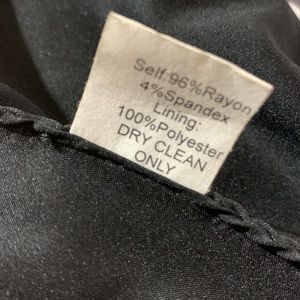 Self:96%Rayon
4%Spandex
Lining:
100%Polyester
DRY CLEAN
ONLY